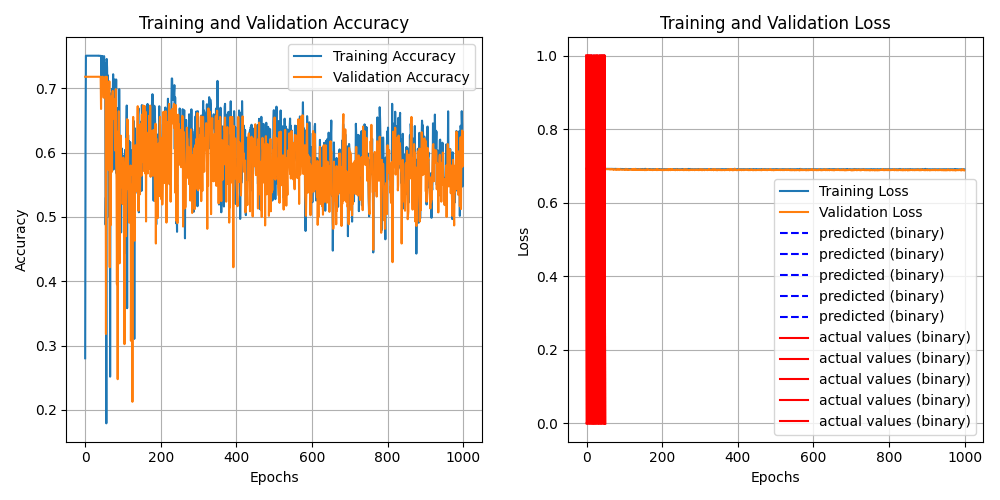 Training and Validation Accuracy
Training Accuracy
Validation Accuracy
0.7
0.6
0.5
0.4
0.3
0.2
Accuracy
0
200
400
600
800
1000
Epochs
Training and Validation Loss
1.0
0.8
0.6
0.4
0.2
0.0
Loss
Training Loss
Validation Loss
predicted (binary)
predicted (binary)
predicted (binary)
predicted (binary)
predicted (binary)
actual values (binary)
actual values (binary)
actual values (binary)
actual values (binary)
actual values (binary)
0
200
400
600
800
1000
Epochs